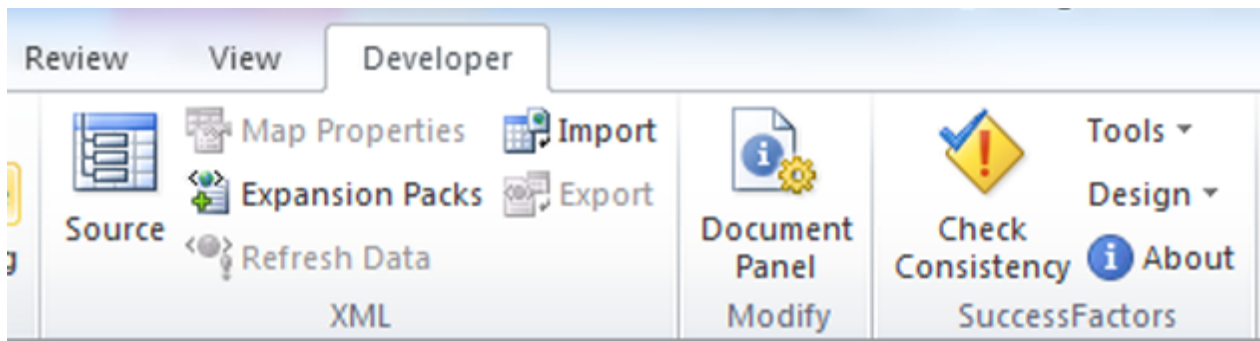 Review View Developer
Map Properties Import
Expansion Packs Export
Source
Refresh Data
XML
Document
Panel
Modify
Check
Consistency
Tools
Design
About
SuccessFactors